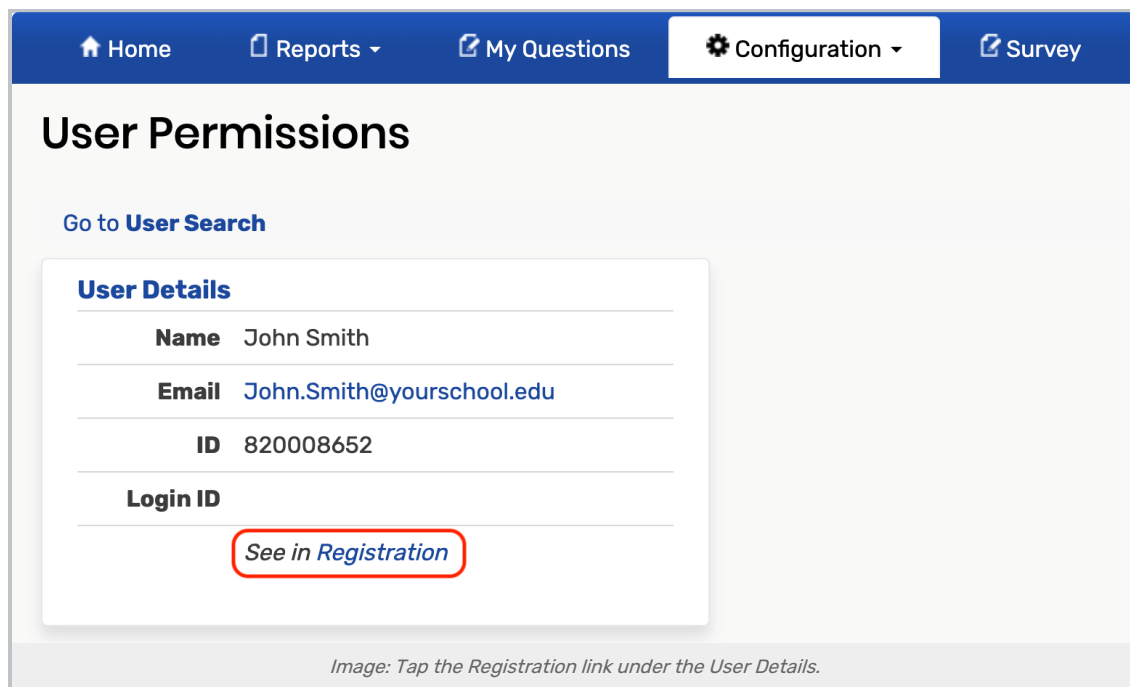 Home Reports My Questions Configuration Survey
User Permissions
Go to User Search
User Details
Name John Smith
Email John.Smith@yourschool.edu
ID 820008652
Login ID
See in Registration
Image: Tap the Registration link under the User Details.